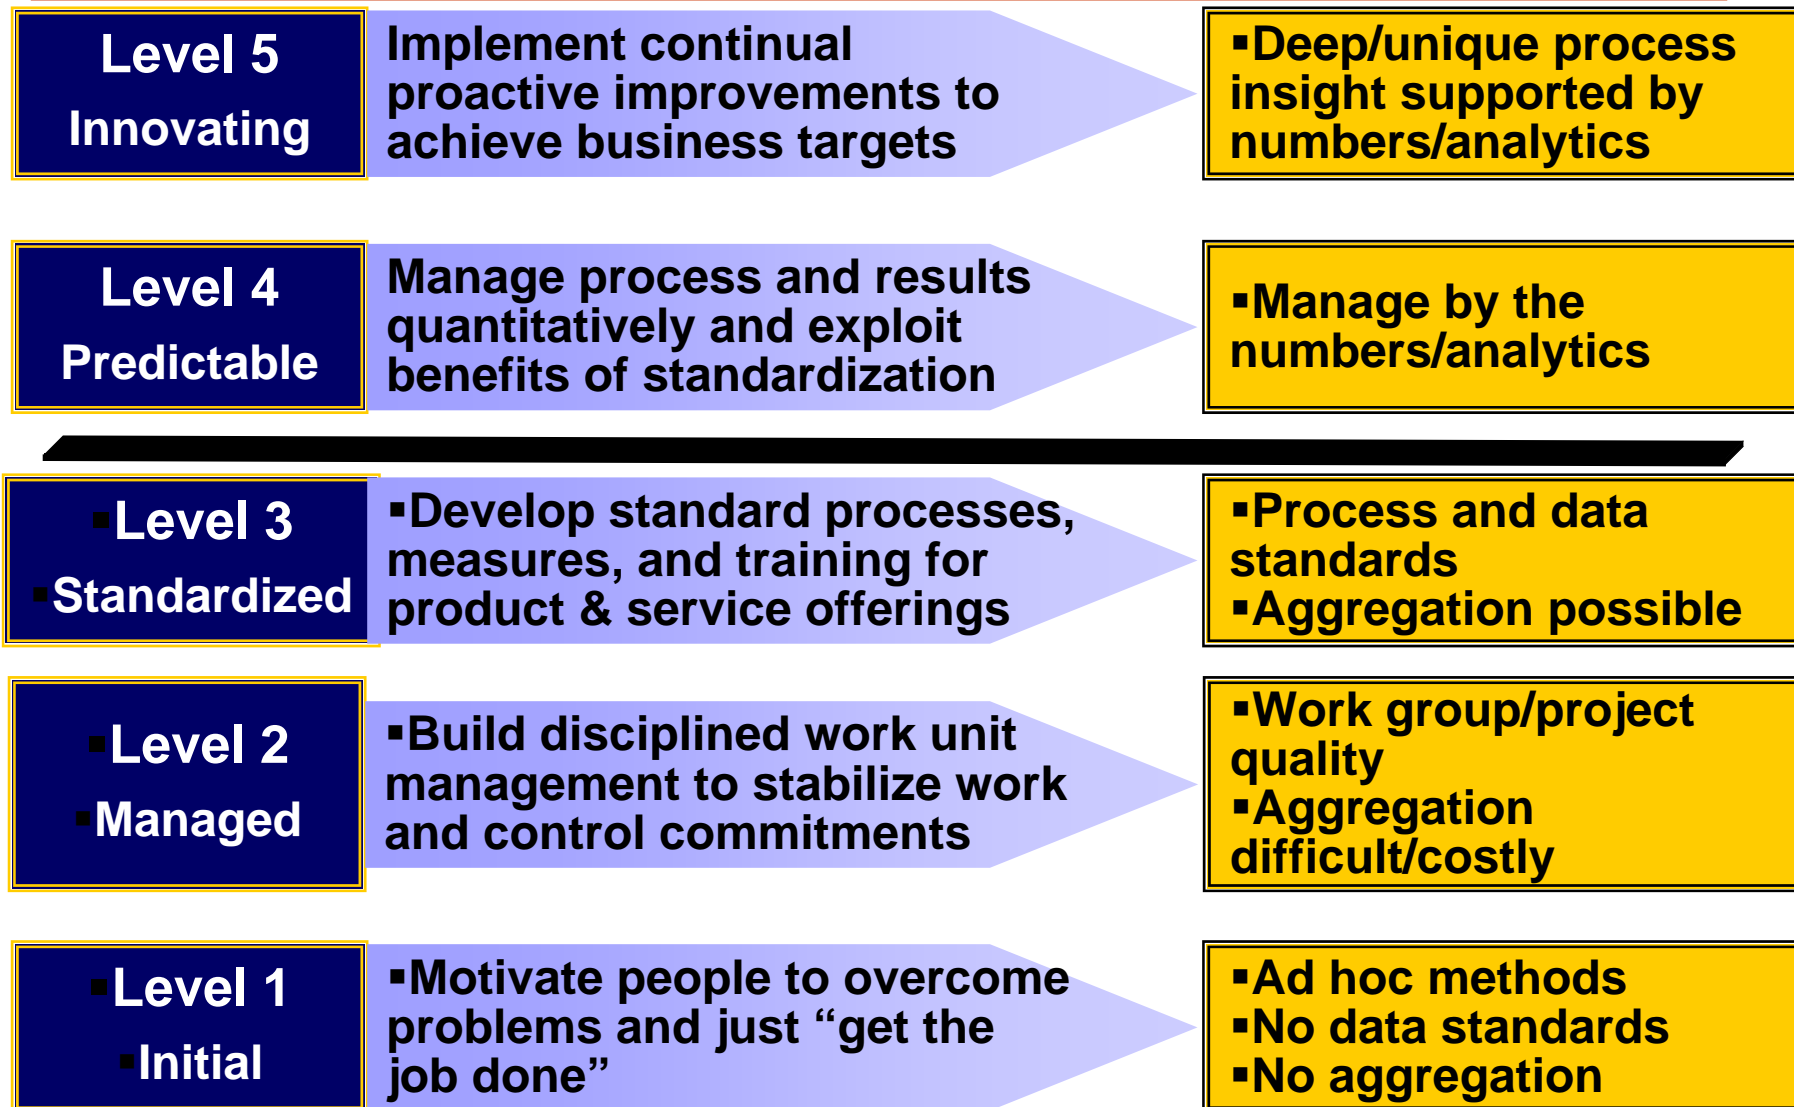 Level 5
Innovating
Implement continual
proactive improvements to
achieve business targets
▪Deep/unique process
insight supported by
numbers/analytics
Level 4
Predictable
Manage process and results
quantitatively and exploit
benefits of standardization
▪Manage by the
numbers/analytics
▪Level 3
▪Standardized
▪Develop standard processes,
measures, and training for
product & service offerings
▪Process and data
standards
▪Aggregation possible
▪Level 2
▪Managed
▪Build disciplined work unit
management to stabilize work
and control commitments
▪Work group/project
quality
▪Aggregation
difficult/costly
▪Level 1
▪Initial
▪Motivate people to overcome
problems and just “get the
job done”
▪Ad hoc methods
▪No data standards
▪No aggregation